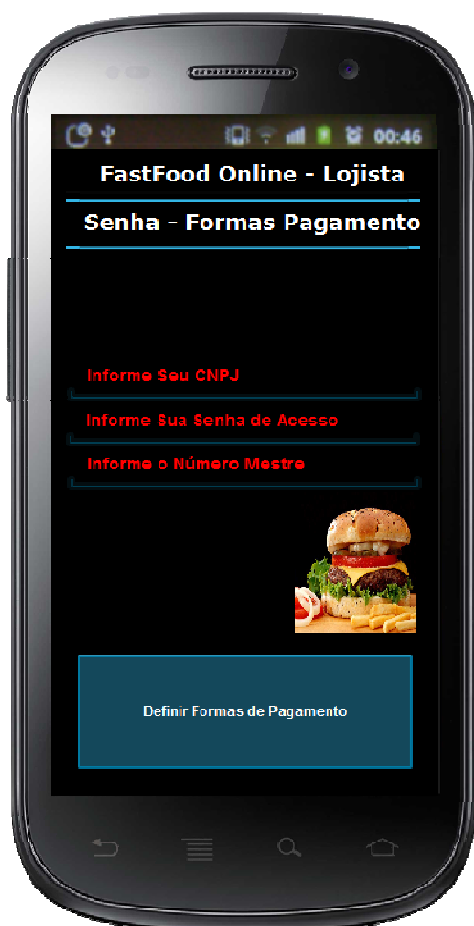 00:46
FastFood Online - Lojista
Senha - Formas Pagamento
Informe Seu CNPJ
Informe Sua Senha de Acesso
Informe o Número Mestre
Definir Formas de Pagamento